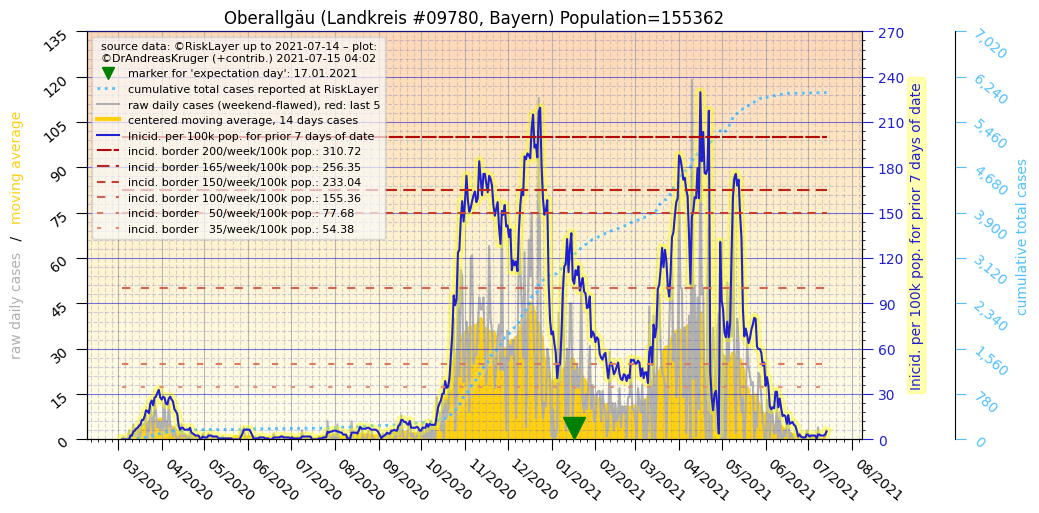 Oberallgäu (Landkreis #09780, Bayern) Population=155362
source data: ©RiskLayer up to 2021-07-14 – plot:
©DrAndreasKruger (+contrib.) 2021-07-15 04:02
marker for 'expectation day': 17.01.2021
cumulative total cases reported at RiskLayer
raw daily cases (weekend-flawed), red: last 5
centered moving average, 14 days cases
Inicid. per 100k pop. for prior 7 days of date
incid. border 200/week/100k pop.: 310.72
incid. border 165/week/100k pop.: 256.35
incid. border 150/week/100k pop.: 233.04
incid. border 100/week/100k pop.: 155.36
incid. border   50/week/100k pop.: 77.68
incid. border   35/week/100k pop.: 54.38
raw daily cases   /   moving average
135
120
105
90
75
60
45
30
15
0
270
240
210
180
150
120
90
60
30
0
Inicid. per 100k pop. for prior 7 days of date
7,020
6,240
5,460
4,680
3,900
3,120
2,340
1,560
780
0
cumulative total cases
03/2020
04/2020
05/2020
06/2020
07/2020
08/2020
09/2020
10/2020
11/2020
12/2020
01/2021
02/2021
03/2021
04/2021
05/2021
06/2021
07/2021
08/2021